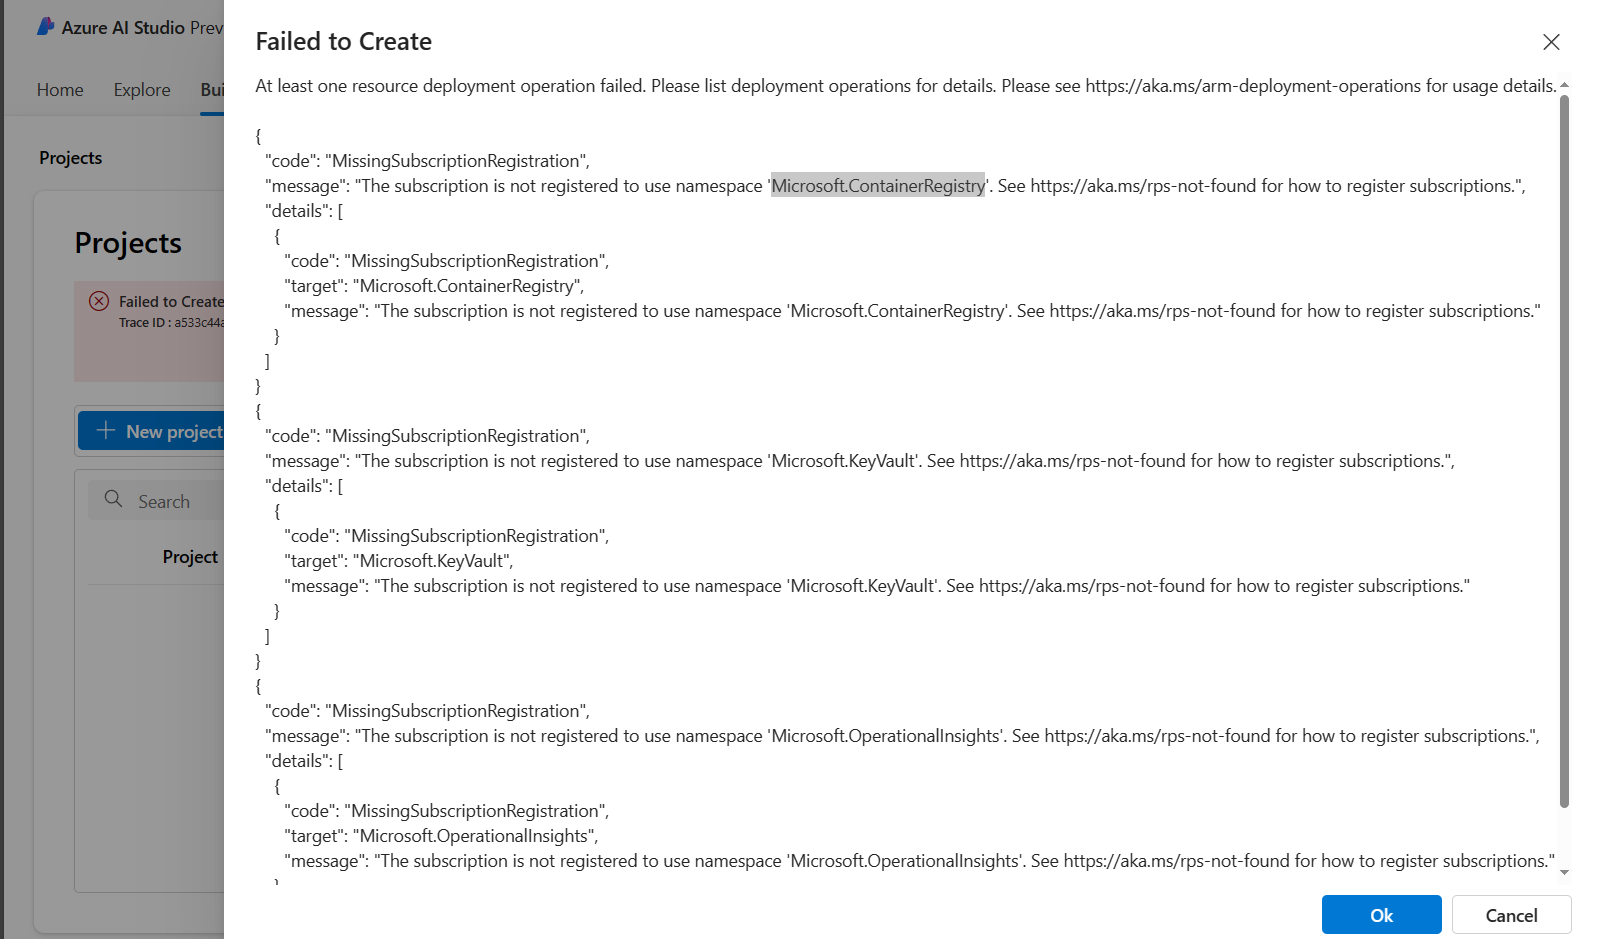 Azure AI Studio Prev
Home Explore Bui
Projects
Projects
Failed to Create
Trace ID : a533c44a
New project
Search
Project
Failed to Create
At least one resource deployment operation failed. Please list deployment operations for details. Please see https://aka.ms/arm-deployment-operations for usage details.
{
"code": "MissingSubscriptionRegistration",
"message": "The subscription is not registered to use namespace 'Microsoft.ContainerRegistry'. See https://aka.ms/rps-not-found for how to register subscriptions.",
"details": [
{
"code": "MissingSubscriptionRegistration",
"target": "Microsoft.ContainerRegistry",
"message": "The subscription is not registered to use namespace 'Microsoft.ContainerRegistry'. See https://aka.ms/rps-not-found for how to register subscriptions."
}
]
}
{
"code": "MissingSubscriptionRegistration",
"message": "The subscription is not registered to use namespace 'Microsoft.KeyVault'. See https://aka.ms/rps-not-found for how to register subscriptions.",
"details": [
{
"code": "MissingSubscriptionRegistration",
"target": "Microsoft.KeyVault",
"message": "The subscription is not registered to use namespace 'Microsoft.KeyVault'. See https://aka.ms/rps-not-found for how to register subscriptions."
}
]
}
{
"code": "MissingSubscriptionRegistration",
"message": "The subscription is not registered to use namespace 'Microsoft.OperationalInsights'. See https://aka.ms/rps-not-found for how to register subscriptions.",
"details": [
{
"code": "MissingSubscriptionRegistration",
"target": "Microsoft.OperationalInsights",
"message": "The subscription is not registered to use namespace 'Microsoft.OperationalInsights'. See https://aka.ms/rps-not-found for how to register subscriptions."
}
Ok Cancel